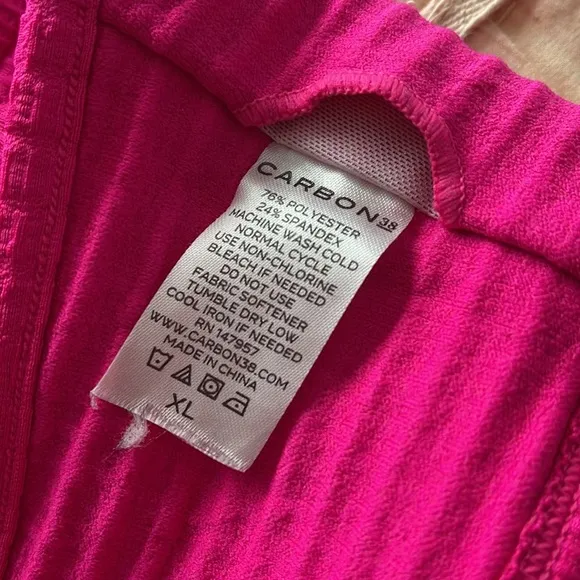 CARBON38
76% POLYESTER
24% SPANDEX
MACHINE WASH COLD
NORMAL CYCLE
USE NON-CHLORINE
BLEACH IF NEEDED
DO NOT USE
FABRIC SOFTENER
TUMBLE DRY LOW
COOL IRON IF NEEDED
RN 147957
WWW.CARBON38.COM
MADE IN CHINA
XL